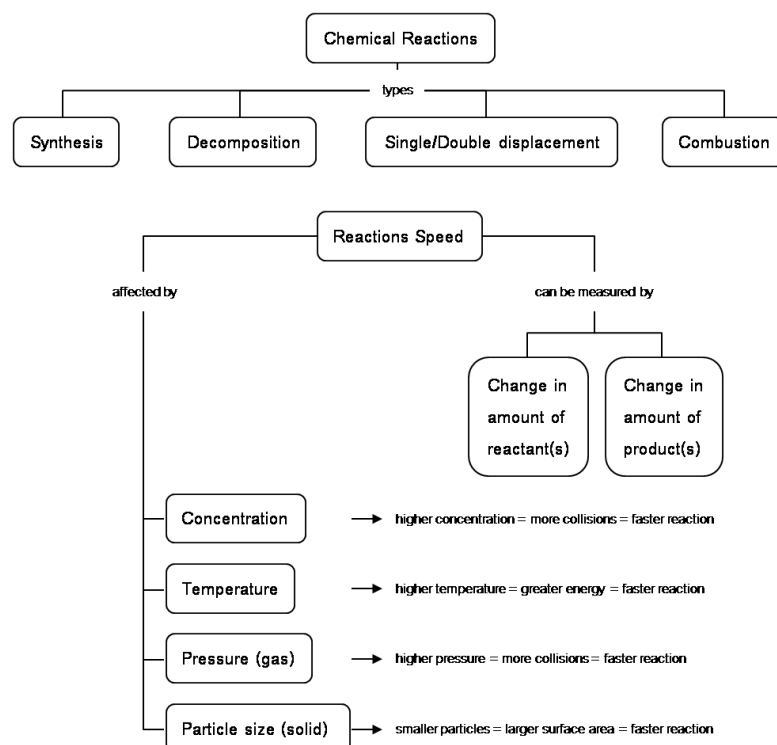 Chemical Reactions
types
Synthesis
Decomposition
Single/Double displacement
Combustion
Reactions Speed
affected by
can be measured by
Change in
amount of
reactant(s)
Change in
amount of
product(s)
Concentration
higher concentration = more collisions = faster reaction
Temperature
higher temperature = greater energy = faster reaction
Pressure (gas)
higher pressure = more collisions = faster reaction
Particle size (solid)
smaller particles = larger surface area = faster reaction